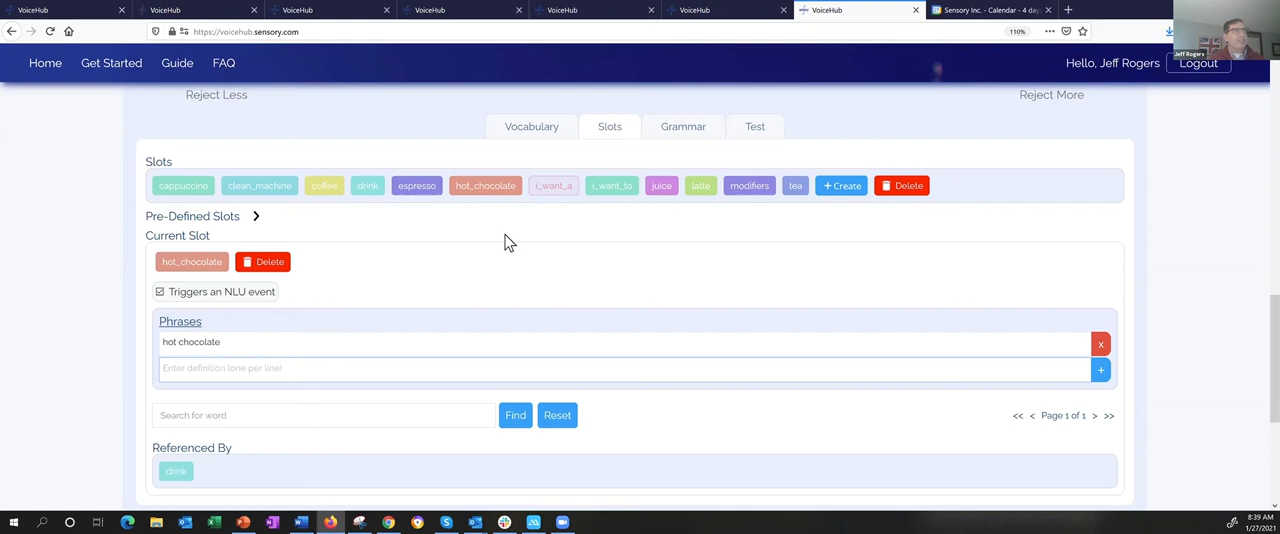 VoiceHub VoiceHub VoiceHub VoiceHub VoiceHub VoiceHub VoiceHub Sensory Inc. - Calendar - 4 day
https://voicehub.sensory.com 110%
Jeff Rogers
Home Get Started Guide FAQ Hello, Jeff Rogers Logout
Reject Less Reject More
Vocabulary Slots Grammar Test
Slots
cappuccino clean_machine coffee drink espresso hot_chocolate i_want_a i_want_to juice latte modifiers tea + Create Delete
Pre-Defined Slots
Current Slot
hot_chocolate Delete
Triggers an NLU event
Phrases
hot chocolate x
Enter definition (one per line) +
Search for word Find Reset << < Page 1 of 1 > >>
Referenced By
drink
8:39 AM
1/27/2021